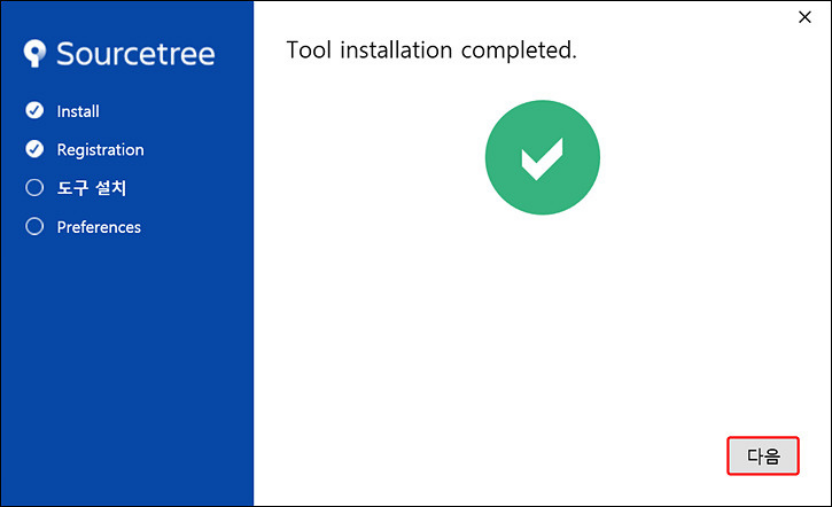 Sourcetree
Install
Registration
도구 설치
Preferences
Tool installation completed.
다음